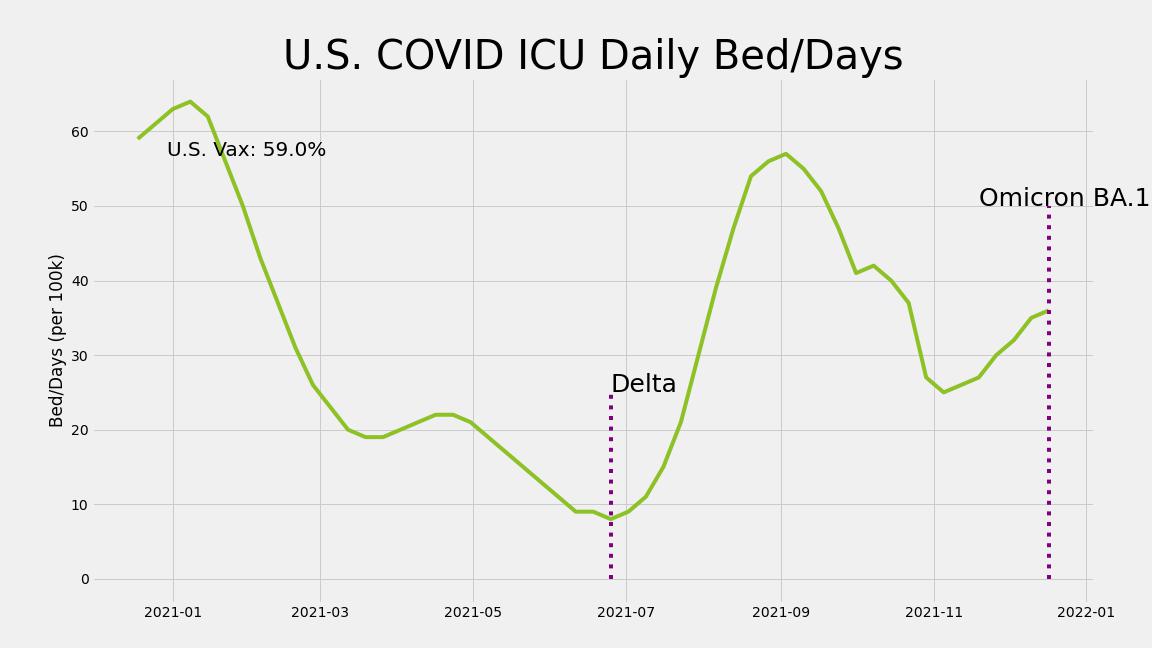 U.S. COVID ICU Daily Bed/Days
60
U.S. Vax: 59.0%
50
Omicron BA.1
40
Bed/Days (per 100k)
30
Delta
20
10
0
2021-01 2021-03 2021-05 2021-07 2021-09 2021-11 2022-01